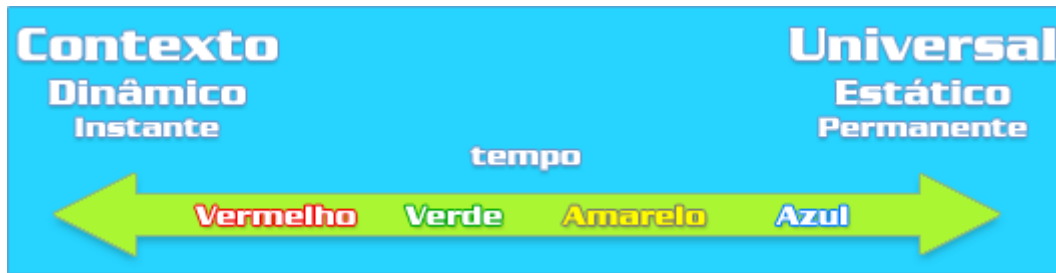 Contexto
Universal
Dinâmico
Estático
Instante
Permanente
tempo
Vermelho Verde Amarelo Azul